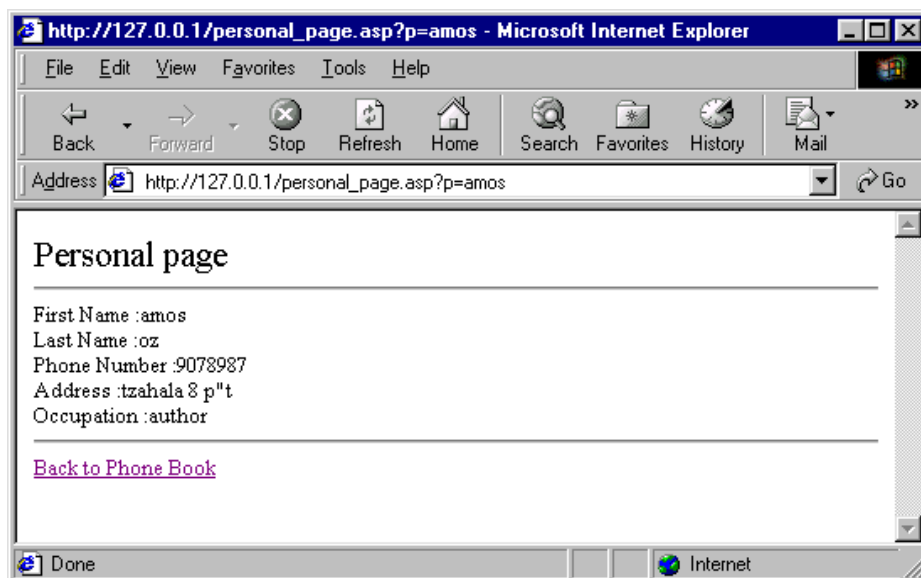 http://127.0.0.1/personal_page.asp?p=amos - Microsoft Internet Explorer
File Edit View Favorites Tools Help
Back Forward Stop Refresh Home Search Favorites History Mail »
Address http://127.0.0.1/personal_page.asp?p=amos Go
Personal page
First Name :amos
Last Name :oz
Phone Number :9078987
Address :tzahala 8 p"t
Occupation :author
Back to Phone Book
Done Internet